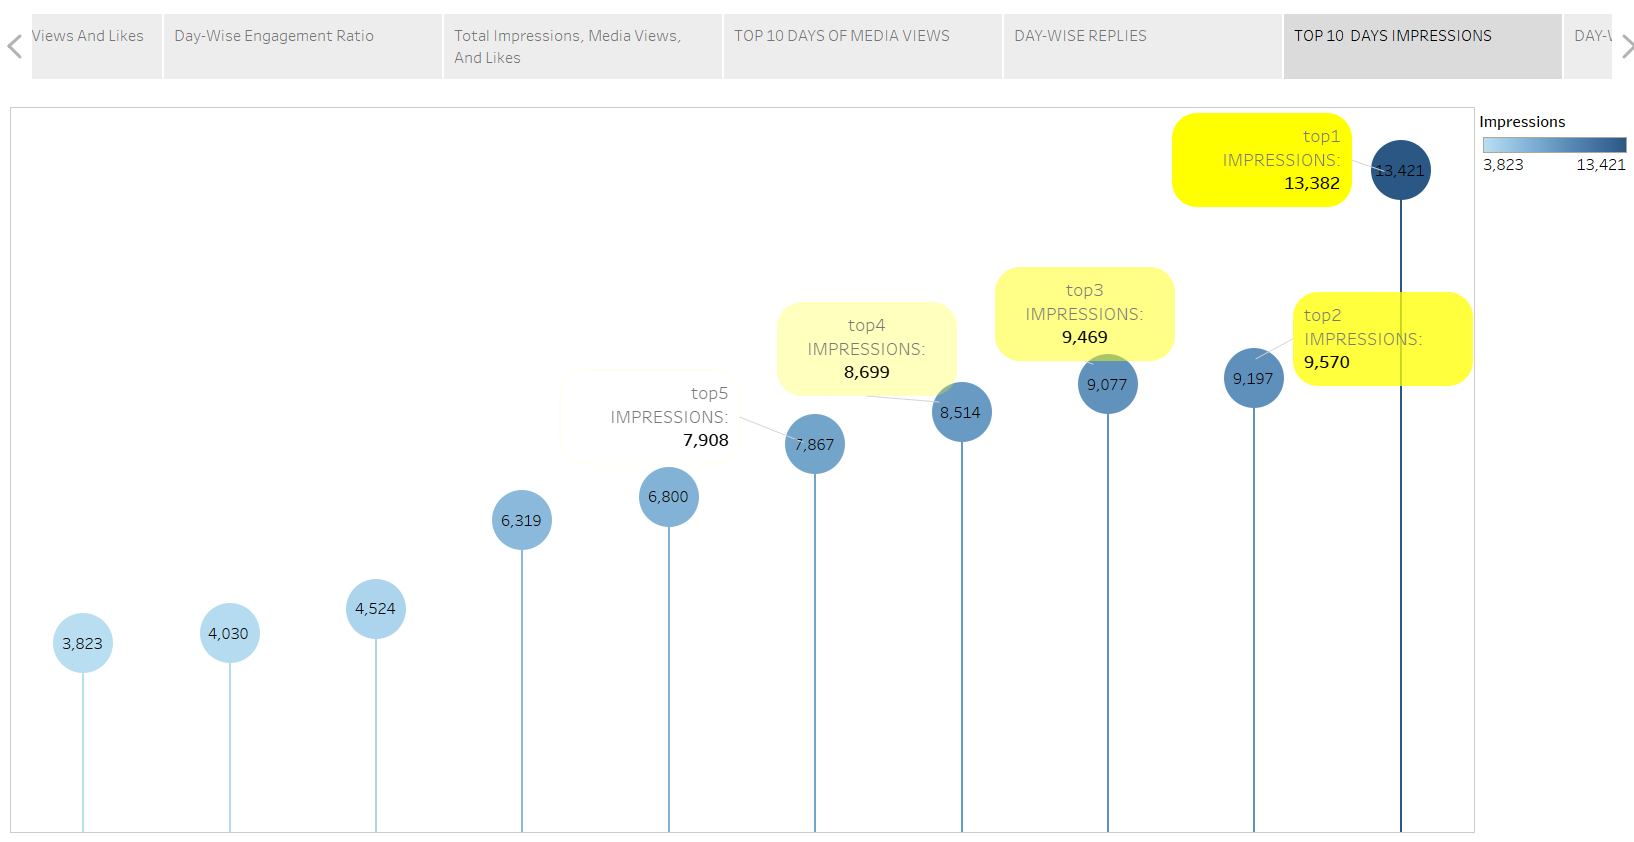 Views And Likes
Day-Wise Engagement Ratio
Total Impressions, Media Views,
And Likes
TOP 10 DAYS OF MEDIA VIEWS
DAY-WISE REPLIES
TOP 10  DAYS IMPRESSIONS
Impressions
3,823
13,421
top1
IMPRESSIONS:
13,382
13,421
top3
IMPRESSIONS:
9,469
top2
IMPRESSIONS:
9,570
top4
IMPRESSIONS:
8,699
top5
IMPRESSIONS:
7,908
9,197
9,077
8,514
7,867
6,800
6,319
4,524
4,030
3,823